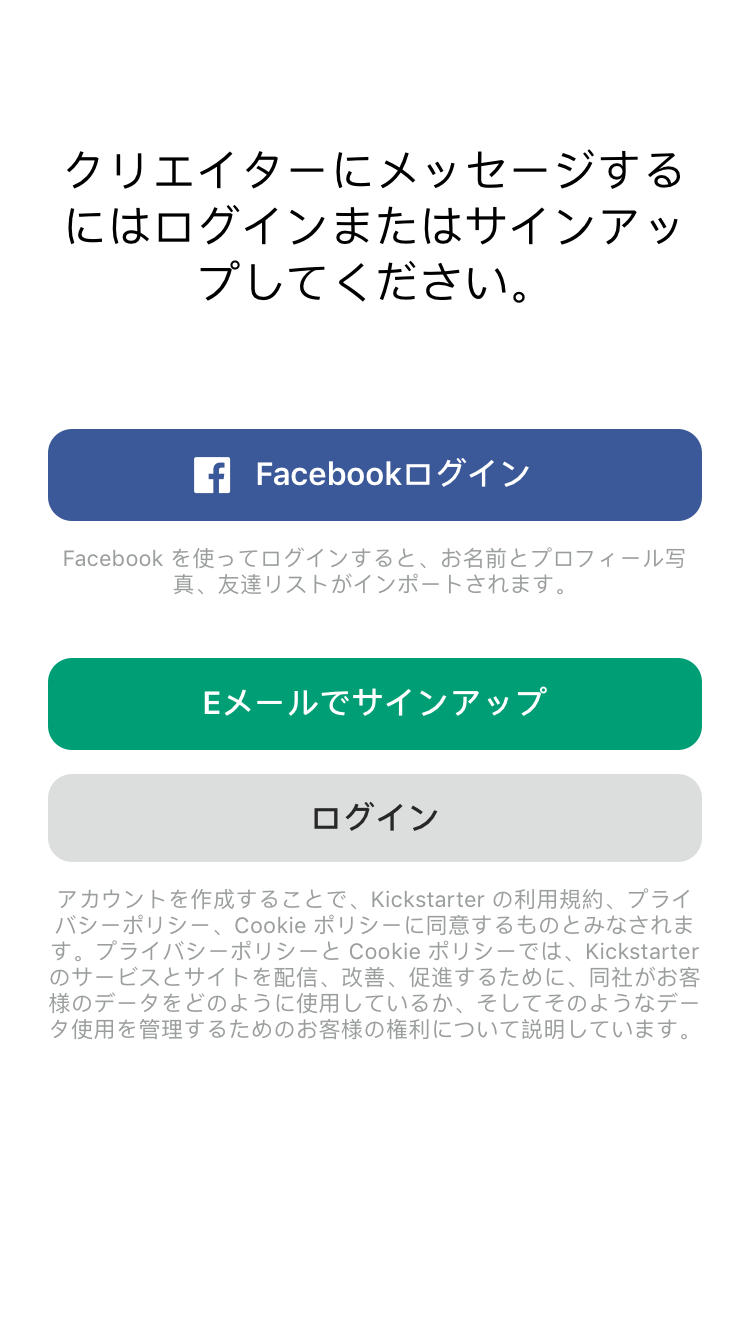 クリエイターにメッセージする
にはログインまたはサインアッ
プしてください。
Facebookログイン
Facebook を使ってログインすると、お名前とプロフィール写
真、友達リストがインポートされます。
Eメールでサインアップ
ログイン
アカウントを作成することで、Kickstarter の利用規約、プライ
バシーポリシー、Cookie ポリシーに同意するものとみなされま
す。プライバシーポリシーと Cookie ポリシーでは、Kickstarter
のサービスとサイトを配信、改善、促進するために、同社がお客
様のデータをどのように使用しているか、そしてそのようなデー
タ使用を管理するためのお客様の権利について説明しています。